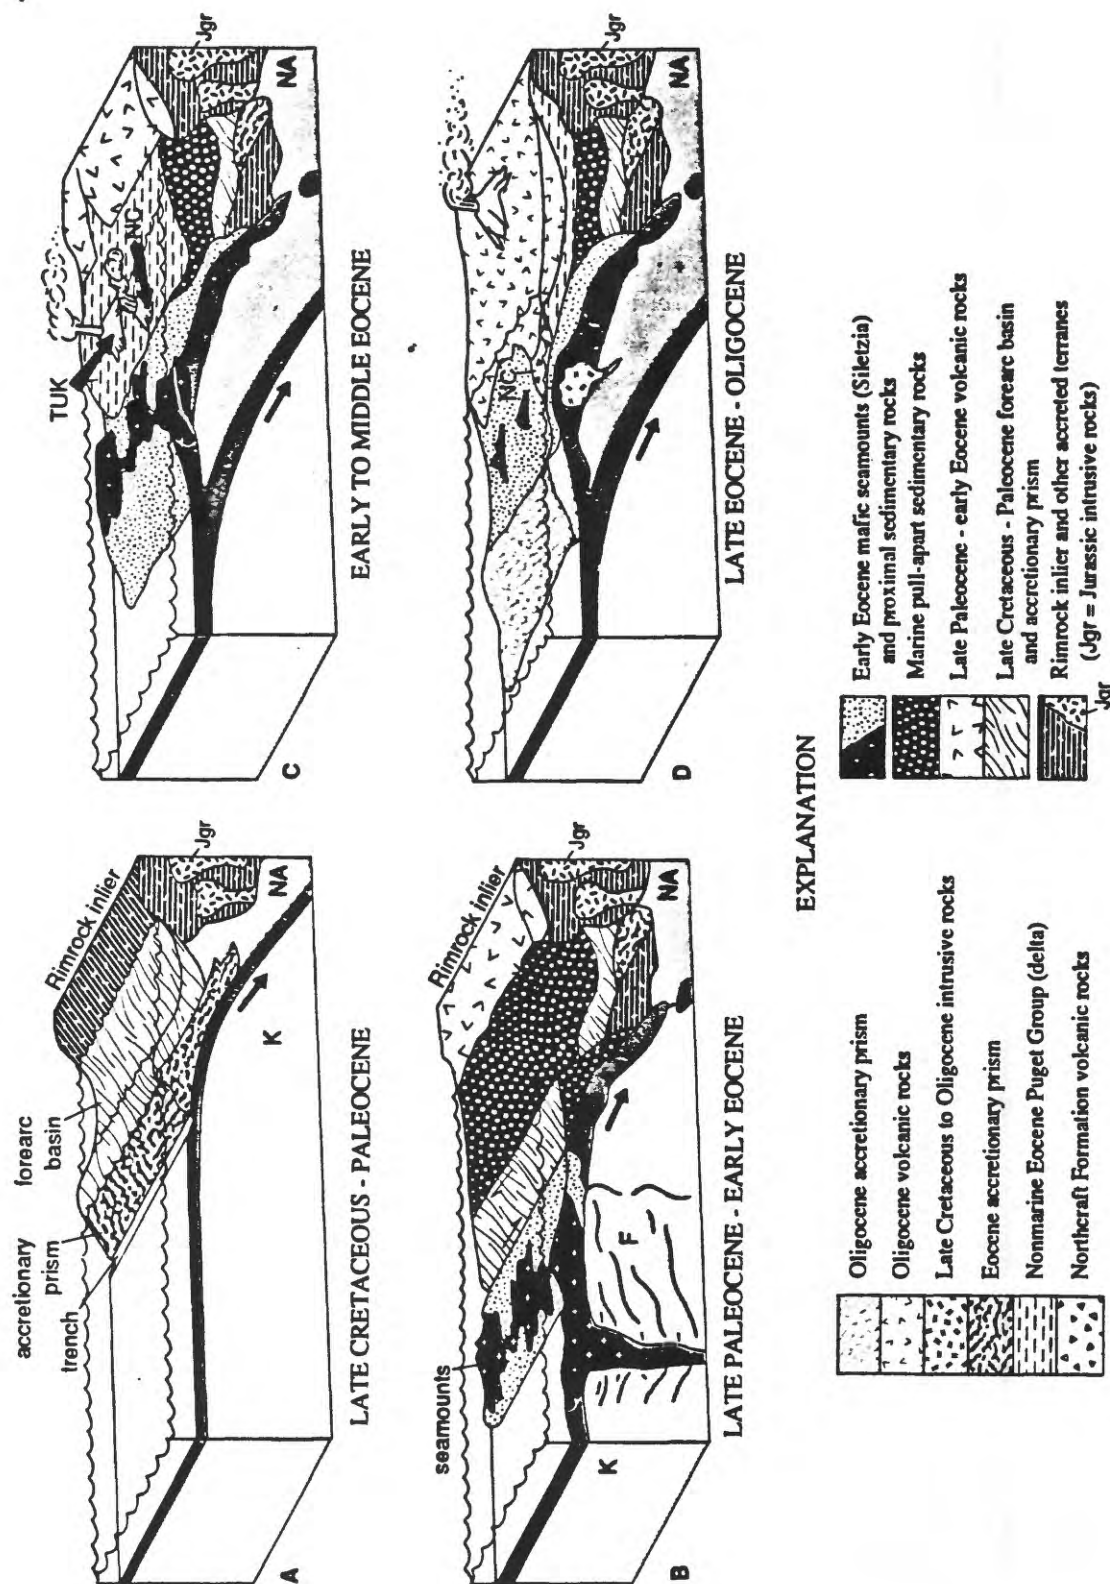 accretionary
prism
trench
forearc
basin
Rimrock inlier
Jgr
NA
K
A
LATE CRETACEOUS - PALEOCENE
seamounts
Rimrock inlier
Jgr
NA
F
K
B
LATE PALEOCENE - EARLY EOCENE
TUK
NC
Jgr
NA
C
EARLY TO MIDDLE EOCENE
NC
Jgr
NA
D
LATE EOCENE - OLIGOCENE
EXPLANATION
Oligocene accretionary prism
Oligocene volcanic rocks
Late Cretaceous to Oligocene intrusive rocks
Eocene accretionary prism
Nonmarine Eocene Puget Group (delta)
Northcraft Formation volcanic rocks
Early Eocene mafic seamounts (Siletzia)
and proximal sedimentary rocks
Marine pull-apart sedimentary rocks
Late Paleocene - early Eocene volcanic rocks
Late Cretaceous - Paleocene forearc basin
and accretionary prism
Rimrock inlier and other accreted terranes
(Jgr = Jurassic intrusive rocks)
Jgr